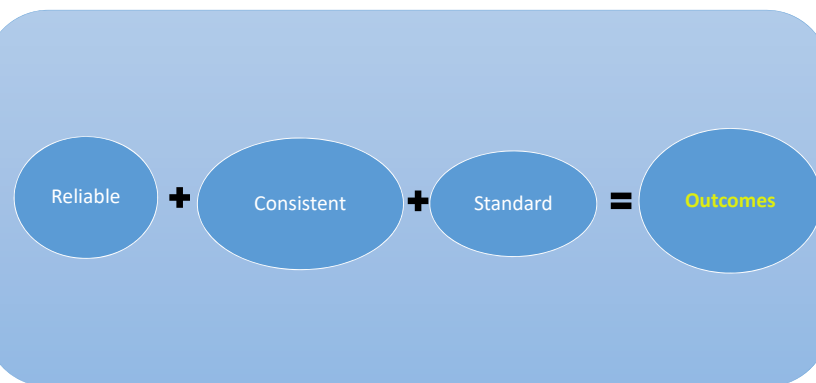 Reliable + Consistent + Standard = Outcomes